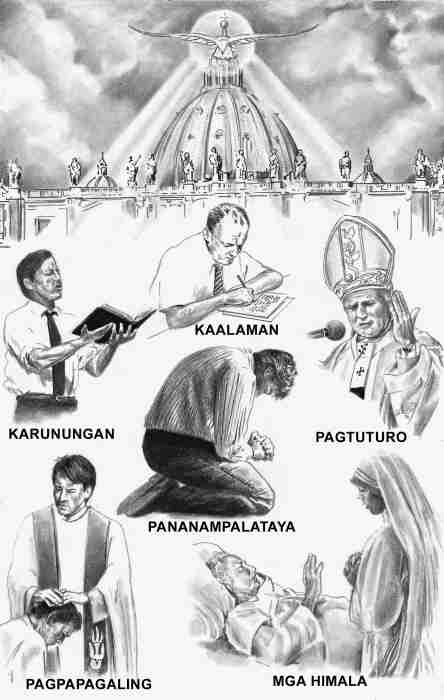 KAALAMAN
KARUNUNGAN
PAGTUTURO
PANANAMPALATAYA
PAGPAPAGALING
MGA HIMALA